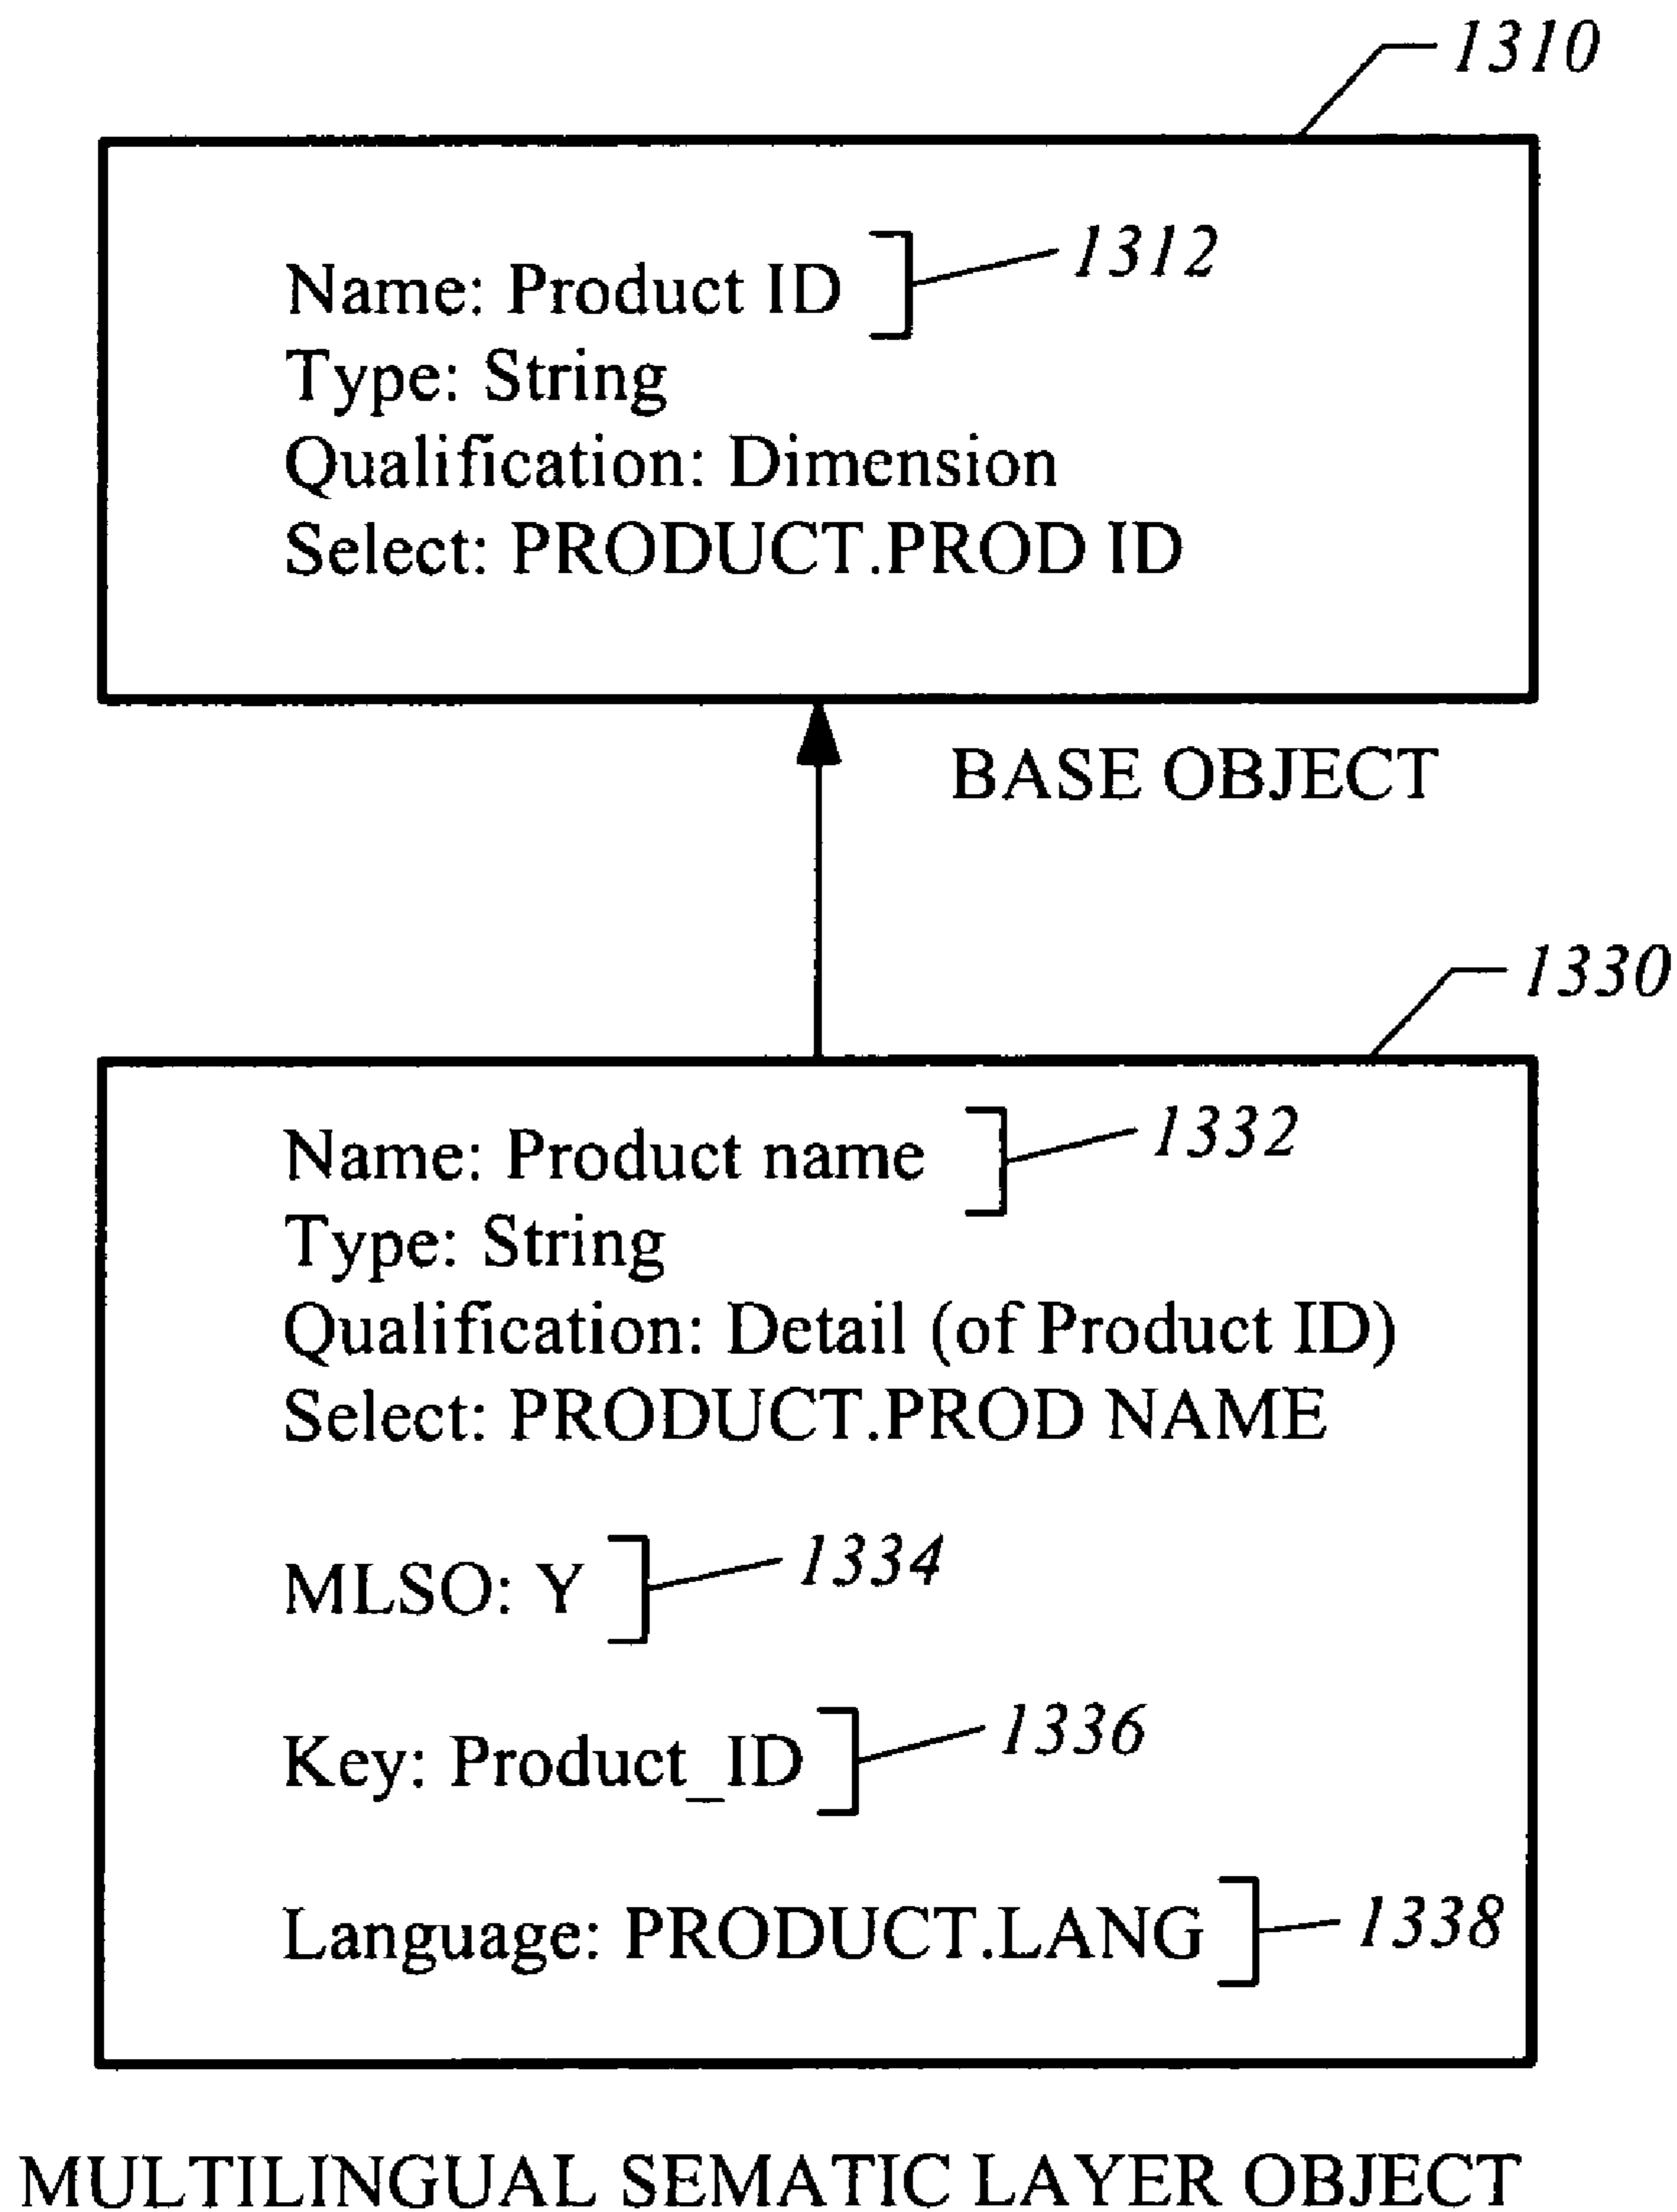 1310
Name: Product ID
1312
Type: String
Qualification: Dimension
Select: PRODUCT.PROD ID
BASE OBJECT
1330
Name: Product name
1332
Type: String
Qualification: Detail (of Product ID)
Select: PRODUCT.PROD NAME
MLSO: Y
1334
Key: Product_ID
1336
Language: PRODUCT.LANG
1338
MULTILINGUAL SEMATIC LAYER OBJECT